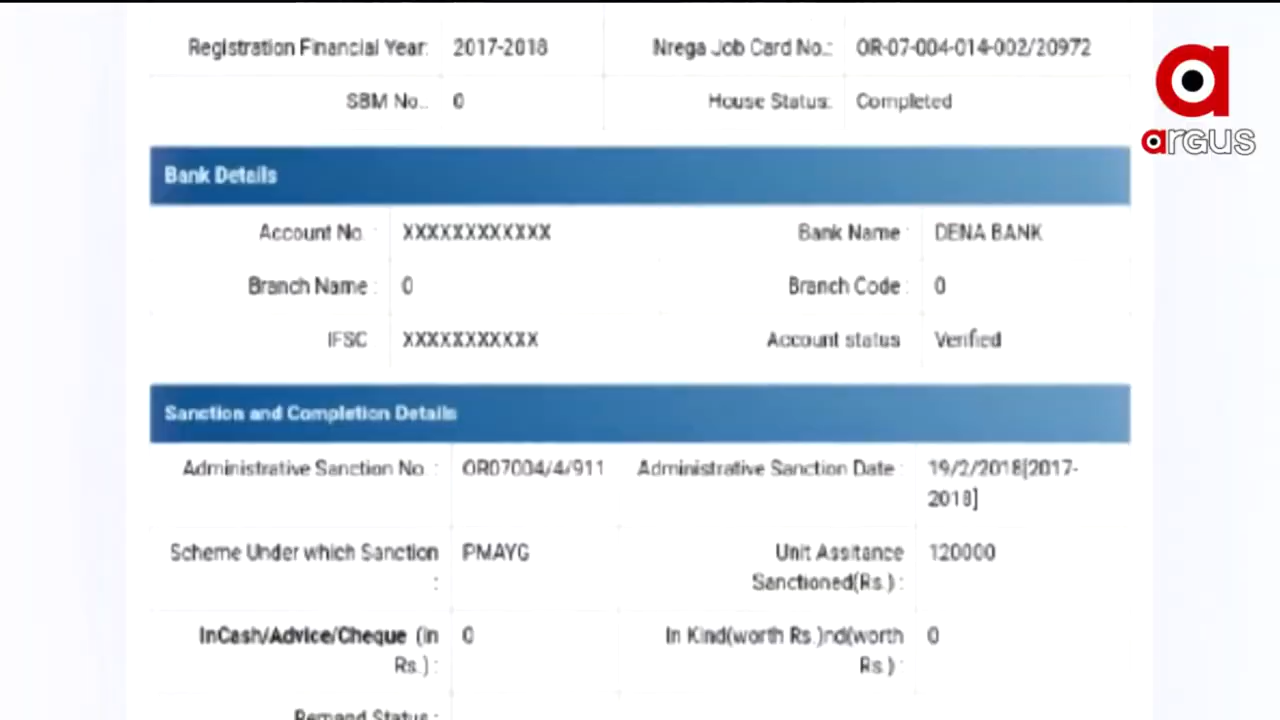 Registration Financial Year: 2017-2018 Nrega Job Card No.: OR-07-004-014-002/20972
SBM No.. 0 House Status: Completed
argus
Bank Details
Account No. : XXXXXXXXXXXX Bank Name : DENA BANK
Branch Name : 0 Branch Code : 0
IFSC XXXXXXXXXXX Account status Verified
Sanction and Completion Details
Administrative Sanction No. : OR07004/4/911 Administrative Sanction Date : 19/2/2018[2017-
2018]
Scheme Under which Sanction PMAYG Unit Assitance 120000
: Sanctioned(Rs.) :
InCash/Advice/Cheque (in 0 In Kind(worth Rs.)nd(worth 0
Rs.) : Rs.) :
Demand Status :